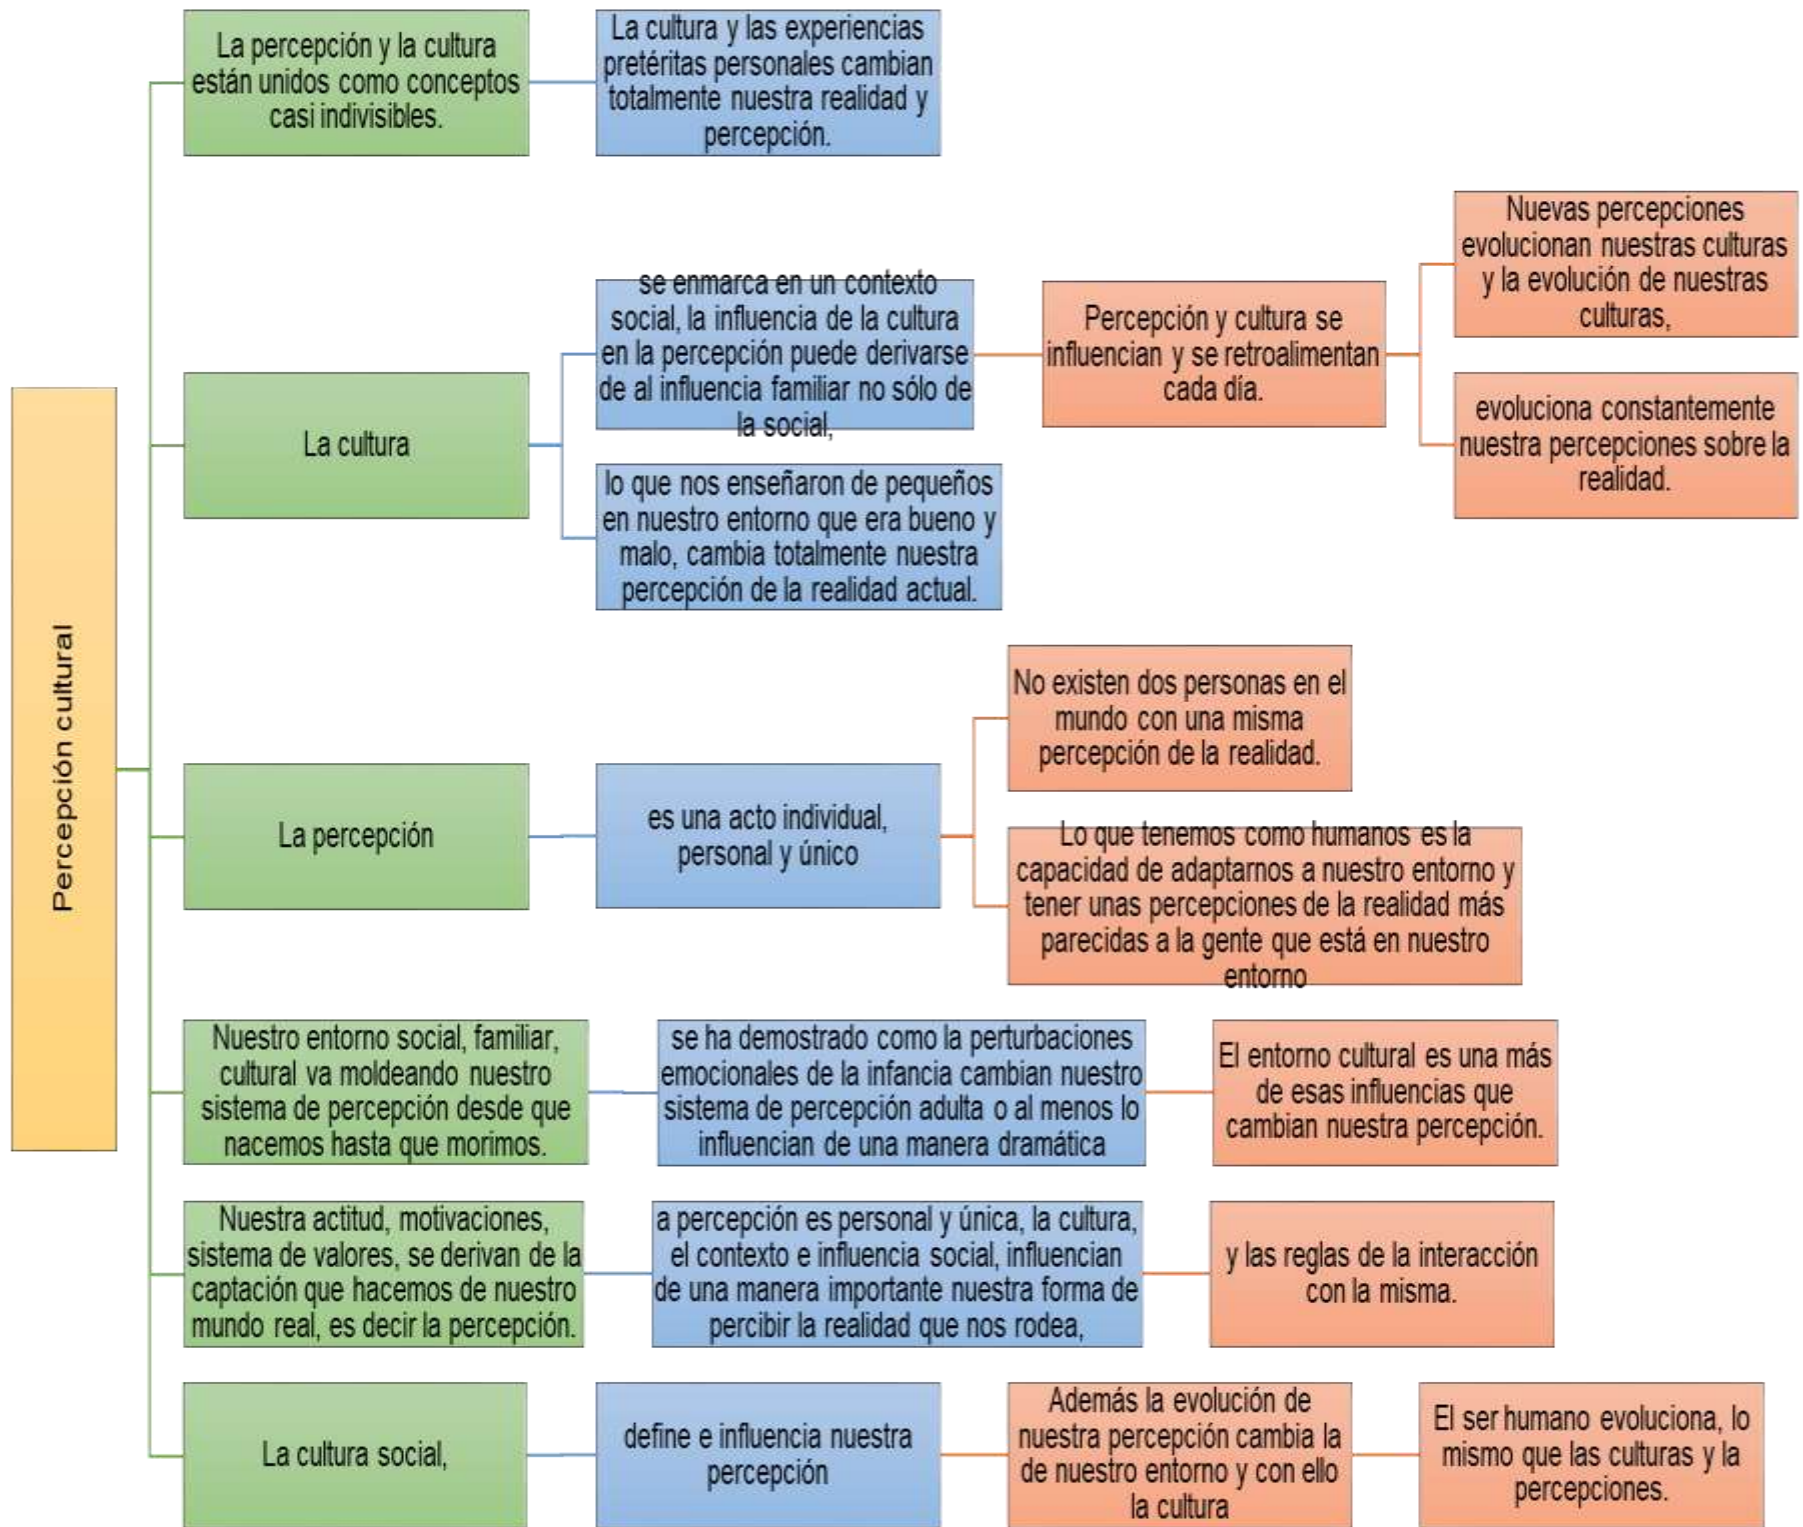 Percepción cultural
La percepción y la cultura
están unidos como conceptos
casi indivisibles.
La cultura y las experiencias
pretéritas personales cambian
totalmente nuestra realidad y
percepción.
La cultura
se enmarca en un contexto
social, la influencia de la cultura
en la percepción puede derivarse
de al influencia familiar no sólo de
la social,
Percepción y cultura se
influencian y se retroalimentan
cada día.
Nuevas percepciones
evolucionan nuestras culturas
y la evolución de nuestras
culturas,
evoluciona constantemente
nuestra percepciones sobre la
realidad.
lo que nos enseñaron de pequeños
en nuestro entorno que era bueno y
malo, cambia totalmente nuestra
percepción de la realidad actual.
La percepción
es una acto individual,
personal y único
No existen dos personas en el
mundo con una misma
percepción de la realidad.
Lo que tenemos como humanos es la
capacidad de adaptarnos a nuestro entorno y
tener unas percepciones de la realidad más
parecidas a la gente que está en nuestro
entorno
Nuestro entorno social, familiar,
cultural va moldeando nuestro
sistema de percepción desde que
nacemos hasta que morimos.
se ha demostrado como la perturbaciones
emocionales de la infancia cambian nuestro
sistema de percepción adulta o al menos lo
influencian de una manera dramática
El entorno cultural es una más
de esas influencias que
cambian nuestra percepción.
Nuestra actitud, motivaciones,
sistema de valores, se derivan de la
captación que hacemos de nuestro
mundo real, es decir la percepción.
a percepción es personal y única, la cultura,
el contexto e influencia social, influencian
de una manera importante nuestra forma de
percibir la realidad que nos rodea,
y las reglas de la interacción
con la misma.
La cultura social,
define e influencia nuestra
percepción
Además la evolución de
nuestra percepción cambia la
de nuestro entorno y con ello
la cultura
El ser humano evoluciona, lo
mismo que las culturas y la
percepciones.